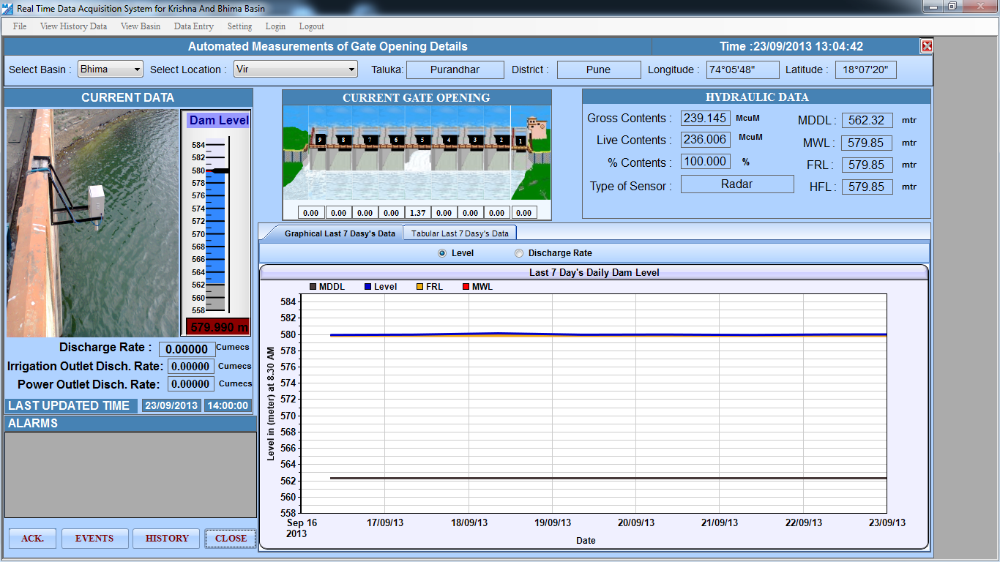 Real Time Data Acquisition System for Krishna And Bhima Basin
File View History Data View Basin Data Entry Setting Login Logout
Automated Measurements of Gate Opening Details
Time :23/09/2013 13:04:42
Select Basin : Bhima Select Location : Vir Taluka: Purandhar District : Pune Longitude : 74°05'48" Latitude : 18°07'20"
CURRENT DATA
Dam Level
584
582
580
578
576
574
572
570
568
566
564
562
560
558
579.990 m
Discharge Rate : 0.00000 Cumecs
Irrigation Outlet Disch. Rate: 0.00000 Cumecs
Power Outlet Disch. Rate: 0.00000 Cumecs
LAST UPDATED TIME 23/09/2013 14:00:00
ALARMS
ACK. EVENTS HISTORY CLOSE
CURRENT GATE OPENING
9 8 7 6 5 4 3 2 1
0.00 0.00 0.00 0.00 1.37 0.00 0.00 0.00 0.00
HYDRAULIC DATA
Gross Contents : 239.145 McuM
Live Contents : 236.006 McuM
% Contents : 100.000 %
Type of Sensor : Radar
MDDL : 562.32 mtr
MWL : 579.85 mtr
FRL : 579.85 mtr
HFL : 579.85 mtr
Graphical Last 7 Dasy's Data Tabular Last 7 Dasy's Data
Level Discharge Rate
Last 7 Day's Daily Dam Level
MDDL Level FRL MWL
Level in (meter) at 8.30 AM
584
582
580
578
576
574
572
570
568
566
564
562
560
558
Sep 16 17/09/13 18/09/13 19/09/13 20/09/13 21/09/13 22/09/13 23/09/13
2013
Date